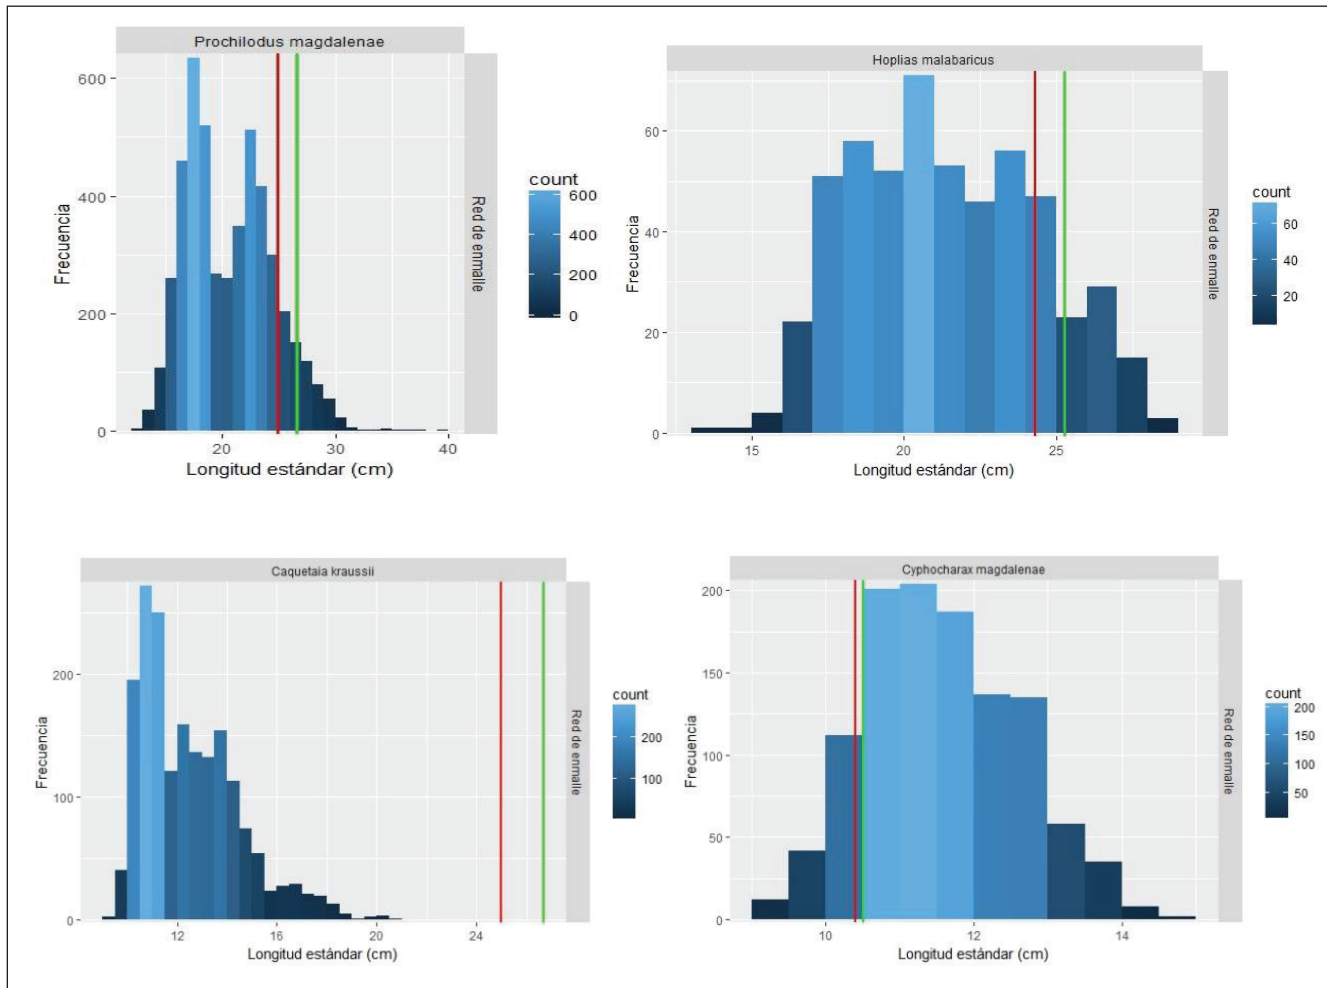 Prochilodus magdalenae
600
400
200
0
Frecuencia
20
30
40
Longitud estándar (cm)
Red de enmalle
count
600
400
200
0
Hoplias malabaricus
60
40
20
0
Frecuencia
15
20
25
Longitud estándar (cm)
Red de enmalle
count
60
40
20
Caquetaia kraussii
200
100
0
Frecuencia
12
16
20
24
Longitud estándar (cm)
Red de enmalle
count
200
100
Cyphocharax magdalenae
200
150
100
50
0
Frecuencia
10
12
14
Longitud estándar (cm)
Red de enmalle
count
200
150
100
50